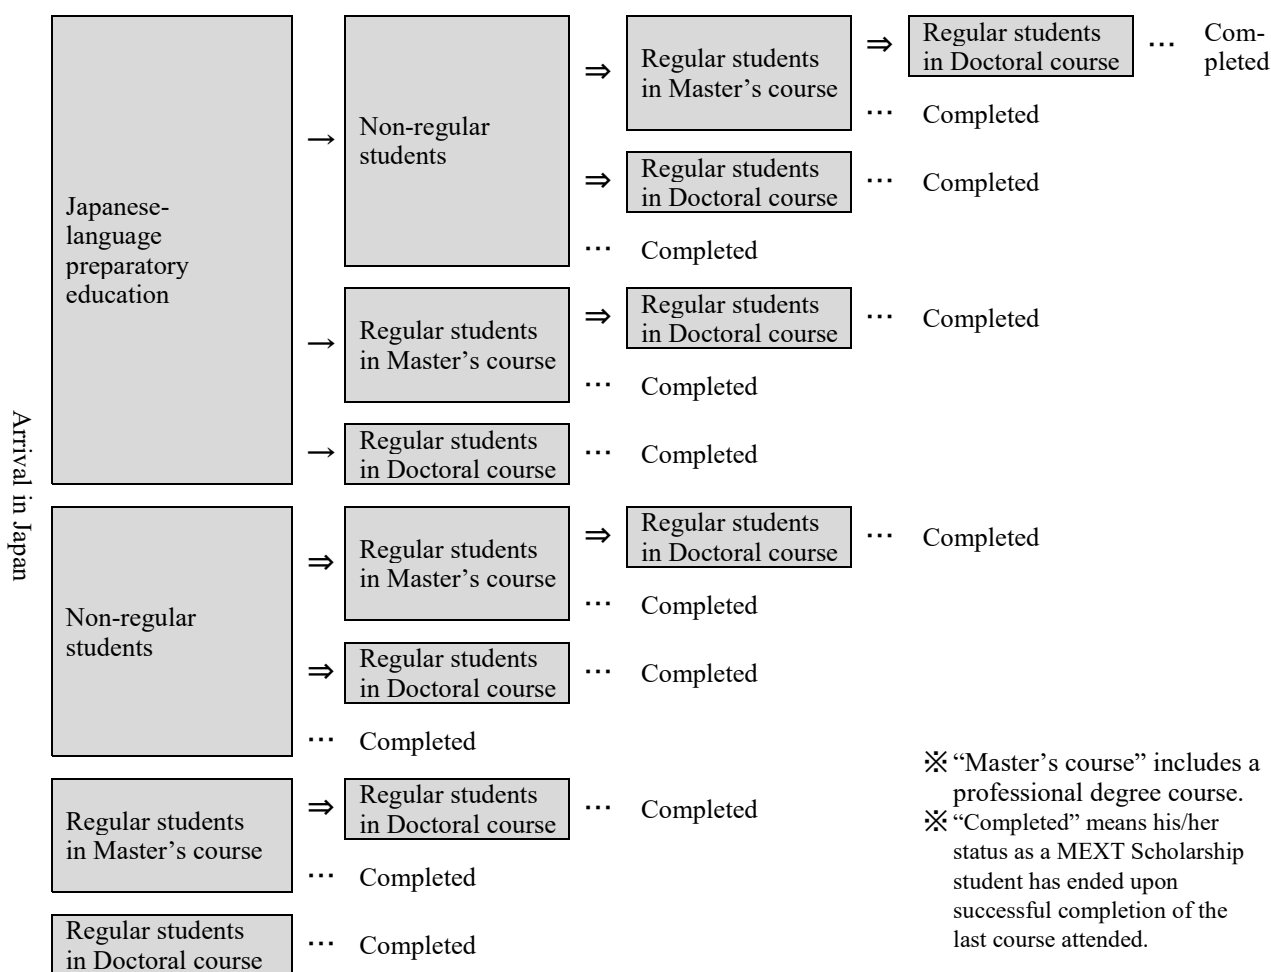 Arrival in Japan
Japanese-
language
preparatory
education
→
Non-regular
students
⇒
Regular students
in Master’s course
⇒
Regular students
in Doctoral course
…
Com-
pleted
… Completed
⇒
Regular students
in Doctoral course
… Completed
… Completed
→
Regular students
in Master’s course
⇒
Regular students
in Doctoral course
… Completed
… Completed
→
Regular students
in Doctoral course
… Completed
Non-regular
students
⇒
Regular students
in Master’s course
⇒
Regular students
in Doctoral course
… Completed
… Completed
⇒
Regular students
in Doctoral course
… Completed
… Completed
Regular students
in Master’s course
⇒
Regular students
in Doctoral course
… Completed
… Completed
Regular students
in Doctoral course
… Completed
※ “Master’s course” includes a
professional degree course.
※ “Completed” means his/her
status as a MEXT Scholarship
student has ended upon
successful completion of the
last course attended.